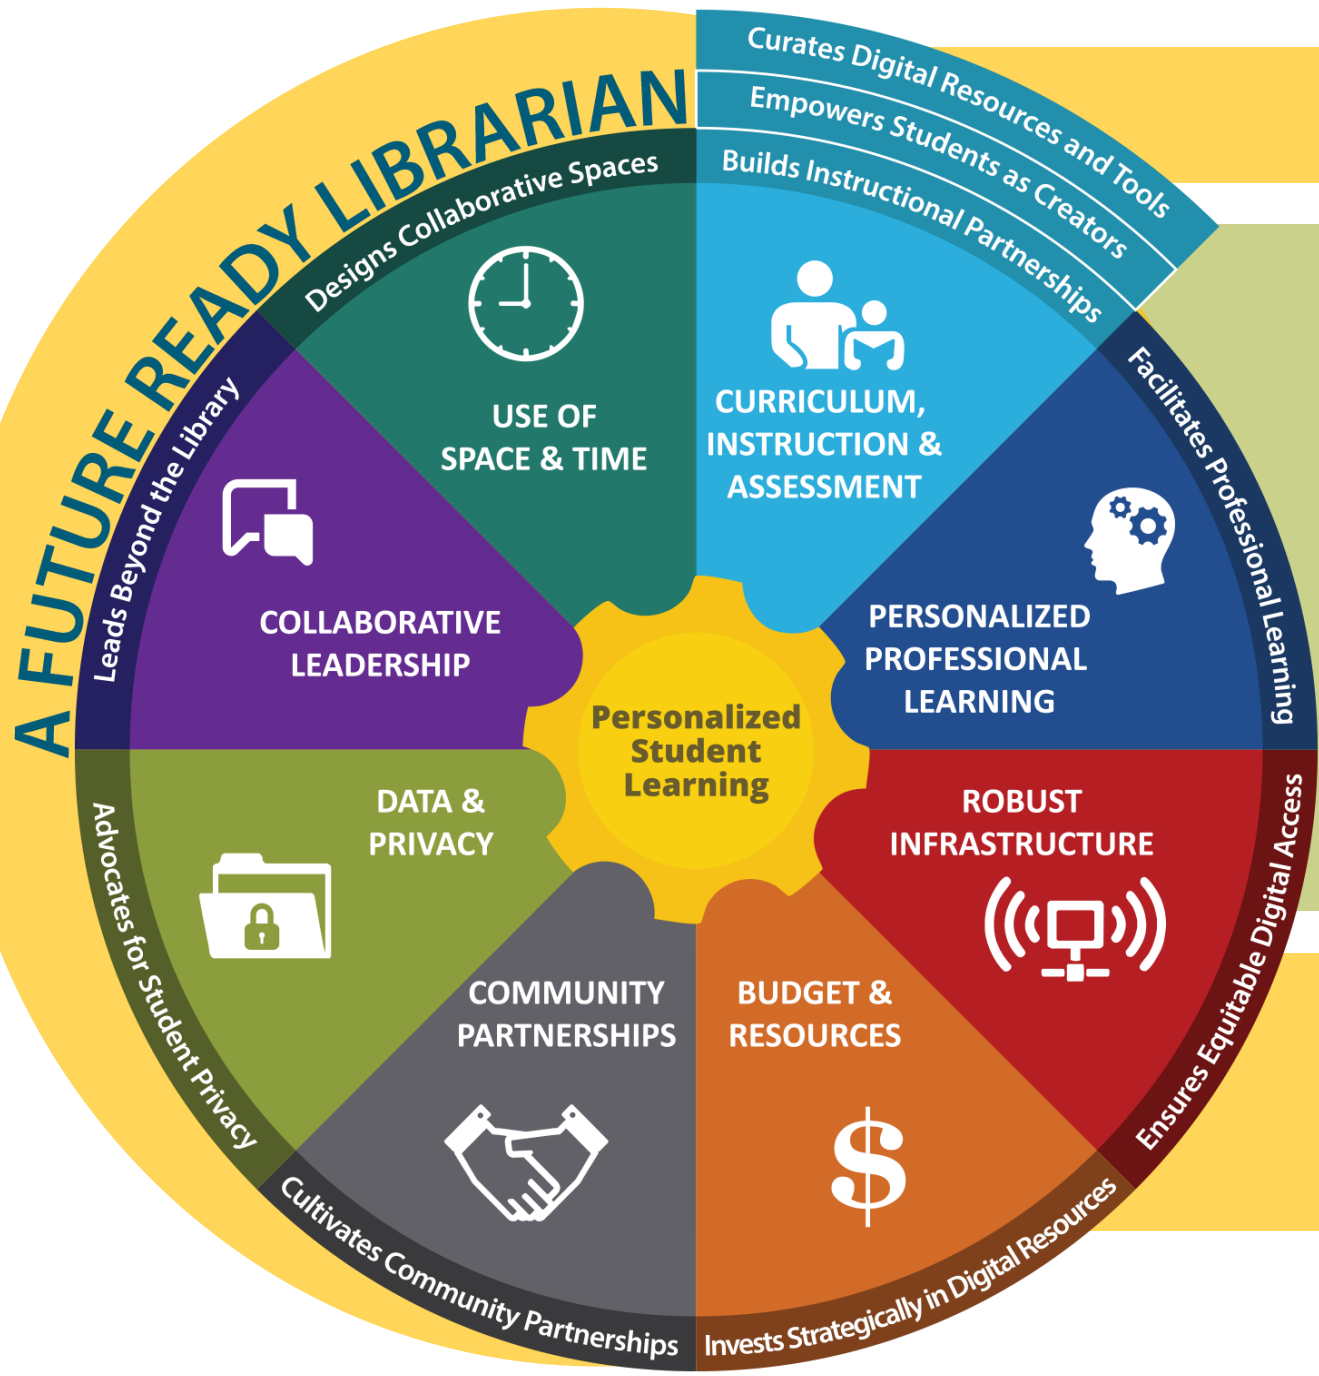 A FUTURE READY LIBRARIAN
Curates Digital Resources and Tools
Empowers Students as Creators
Builds Instructional Partnerships
CURRICULUM,
INSTRUCTION &
ASSESSMENT
Facilitates Professional Learning
PERSONALIZED
PROFESSIONAL
LEARNING
Ensures Equitable Digital Access
ROBUST
INFRASTRUCTURE
Invests Strategically in Digital Resources
BUDGET &
RESOURCES
Cultivates Community Partnerships
COMMUNITY
PARTNERSHIPS
Advocates for Student Privacy
DATA &
PRIVACY
Leads Beyond the Library
COLLABORATIVE
LEADERSHIP
Designs Collaborative Spaces
USE OF
SPACE & TIME
Personalized
Student
Learning